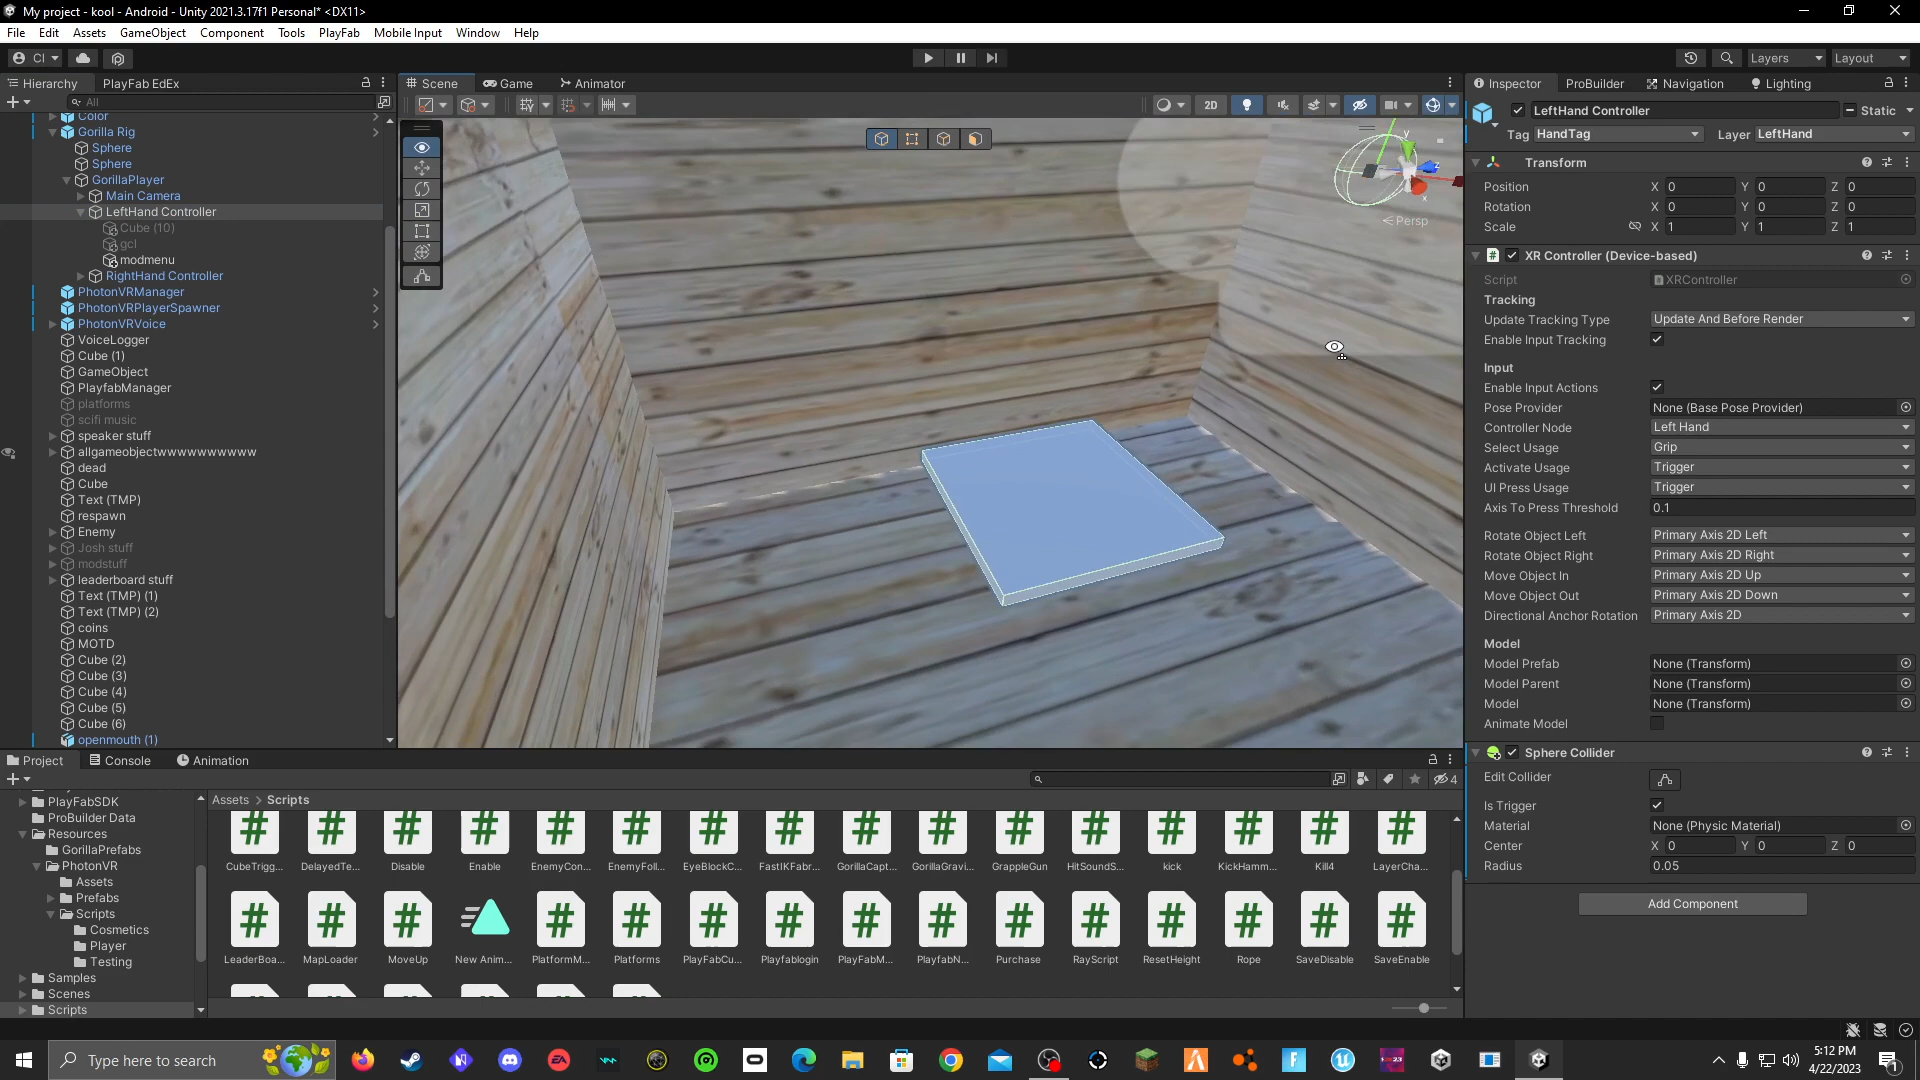 My project - kool - Android - Unity 2021.3.17f1 Personal* <DX11>
File Edit Assets GameObject Component Tools PlayFab Mobile Input Window Help
CI Layers Layout
Hierarchy PlayFab EdEx
All
Color
Gorilla Rig
Sphere
Sphere
GorillaPlayer
Main Camera
LeftHand Controller
Cube (10)
gcl
modmenu
RightHand Controller
PhotonVRManager
PhotonVRPlayerSpawner
PhotonVRVoice
VoiceLogger
Cube (1)
GameObject
PlayfabManager
platforms
scifi music
speaker stuff
allgameobjectwwwwwwwwww
dead
Cube
Text (TMP)
respawn
Enemy
Josh stuff
modstuff
leaderboard stuff
Text (TMP) (1)
Text (TMP) (2)
coins
MOTD
Cube (2)
Cube (3)
Cube (4)
Cube (5)
Cube (6)
openmouth (1)
Scene Game Animator
2D
y
z
x
Persp
Inspector ProBuilder Navigation Lighting
LeftHand Controller Static
Tag HandTag Layer LeftHand
Transform
Position X 0 Y 0 Z 0
Rotation X 0 Y 0 Z 0
Scale X 1 Y 1 Z 1
XR Controller (Device-based)
Script XRController
Tracking
Update Tracking Type Update And Before Render
Enable Input Tracking
Input
Enable Input Actions
Pose Provider None (Base Pose Provider)
Controller Node Left Hand
Select Usage Grip
Activate Usage Trigger
UI Press Usage Trigger
Axis To Press Threshold 0.1
Rotate Object Left Primary Axis 2D Left
Rotate Object Right Primary Axis 2D Right
Move Object In Primary Axis 2D Up
Move Object Out Primary Axis 2D Down
Directional Anchor Rotation Primary Axis 2D
Model
Model Prefab None (Transform)
Model Parent None (Transform)
Model None (Transform)
Animate Model
Sphere Collider
Edit Collider
Is Trigger
Material None (Physic Material)
Center X 0 Y 0 Z 0
Radius 0.05
Add Component
Project Console Animation
4
PlayFabSDK
ProBuilder Data
Resources
GorillaPrefabs
PhotonVR
Assets
Prefabs
Scripts
Cosmetics
Player
Testing
Samples
Scenes
Scripts
Assets > Scripts
CubeTrigg... DelayedTe... Disable Enable EnemyCon... EnemyFoll... EyeBlockC... FastIKFabr... GorillaCapt... GorillaGravi... GrappleGun HitSoundS... kick KickHamm... Kill4 LayerCha...
LeaderBoa... MapLoader MoveUp New Anim... PlatformM... Platforms PlayFabCu... Playfablogin PlayFabM... PlayfabN... Purchase RayScript ResetHeight Rope SaveDisable SaveEnable
Type here to search
5:12 PM
4/22/2023
1